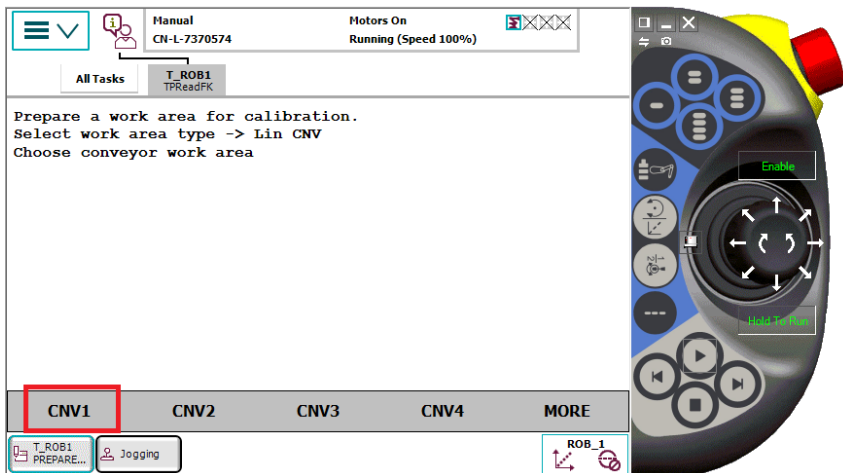 Manual
CN-L-7370574
Motors On
Running (Speed 100%)
All Tasks
T_ROB1
TPReadFK
Prepare a work area for calibration.
Select work area type -> Lin CNV
Choose conveyor work area
CNV1
CNV2
CNV3
CNV4
MORE
T_ROB1
PREPARE...
Jogging
ROB_1
Enable
Hold To Run